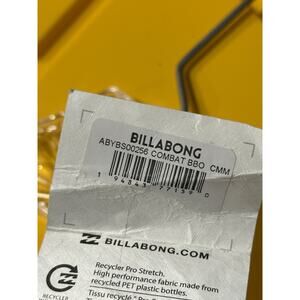 BILLABONG
ABYBS00256 COMBAT BBO CMM
BILLABONG.COM
Recycler Pro Stretch.
High performance fabric made from
recycled PET plastic bottles.
Tissu recyclé
RECYCLER